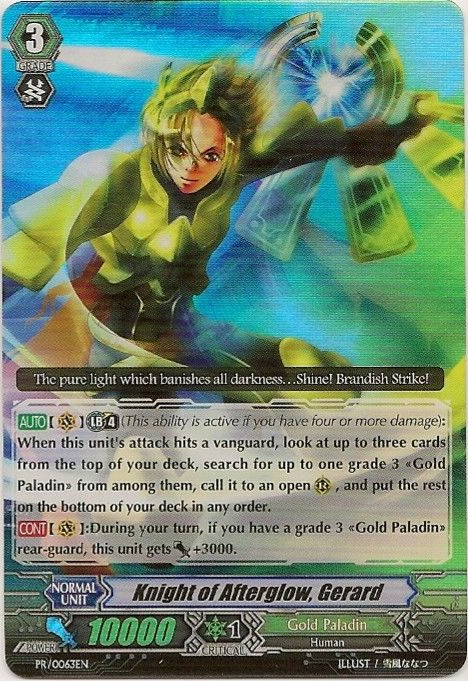 3
GRADE
The pure light which banishes all darkness…Shine! Brandish Strike!
AUTO [ ] LB 4 (This ability is active if you have four or more damage):
When this unit's attack hits a vanguard, look at up to three cards
from the top of your deck, search for up to one grade 3 «Gold
Paladin» from among them, call it to an open , and put the rest
on the bottom of your deck in any order.
CONT [ ]:During your turn, if you have a grade 3 «Gold Paladin»
rear-guard, this unit gets +3000.
NORMAL
UNIT
Knight of Afterglow, Gerard
POWER
10000
1
CRITICAL
Gold Paladin
Human
PR/0063EN
ILLUST / 雪風ななつ